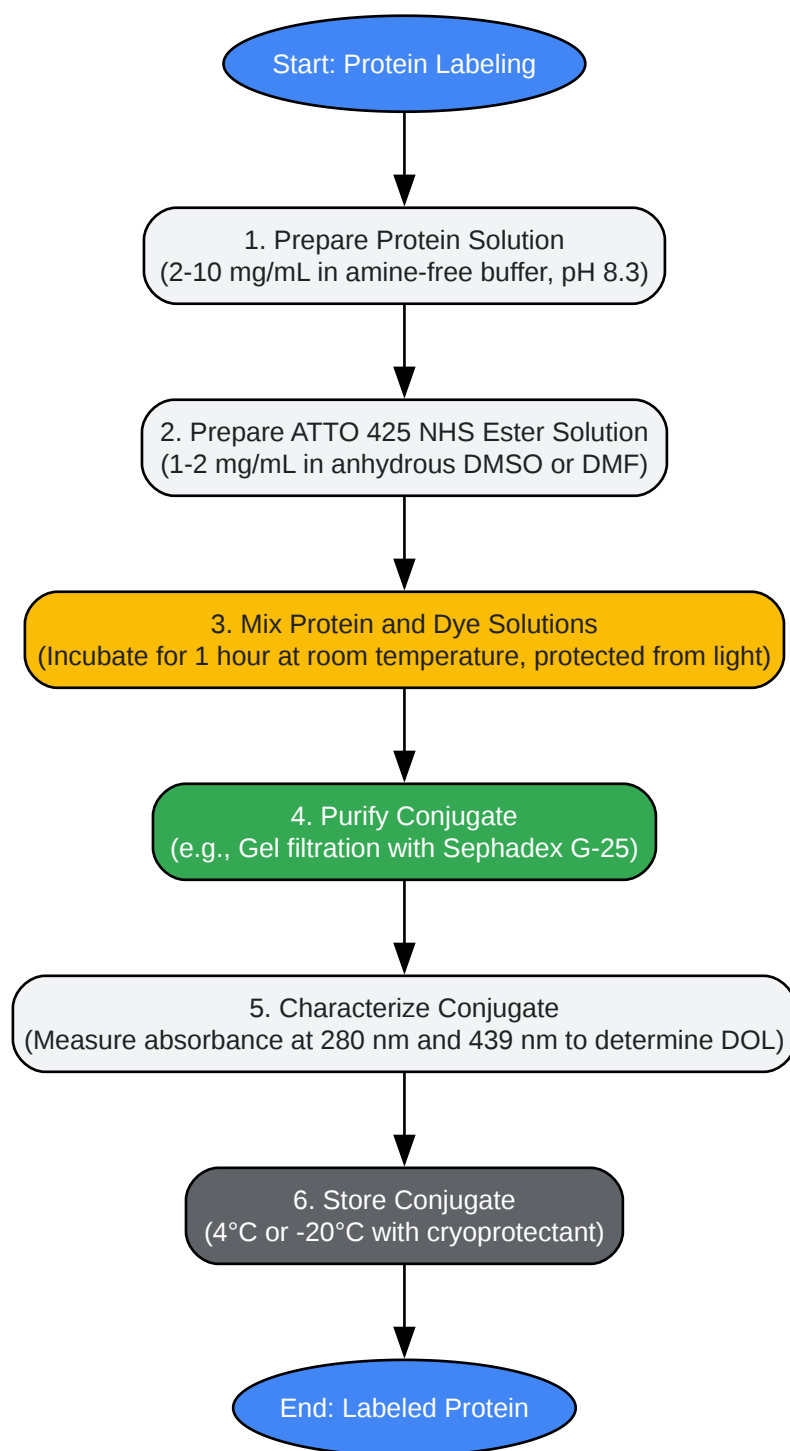 Start: Protein Labeling
1. Prepare Protein Solution
(2-10 mg/mL in amine-free buffer, pH 8.3)
2. Prepare ATTO 425 NHS Ester Solution
(1-2 mg/mL in anhydrous DMSO or DMF)
3. Mix Protein and Dye Solutions
(Incubate for 1 hour at room temperature, protected from light)
4. Purify Conjugate
(e.g., Gel filtration with Sephadex G-25)
5. Characterize Conjugate
(Measure absorbance at 280 nm and 439 nm to determine DOL)
6. Store Conjugate
(4°C or -20°C with cryoprotectant)
End: Labeled Protein